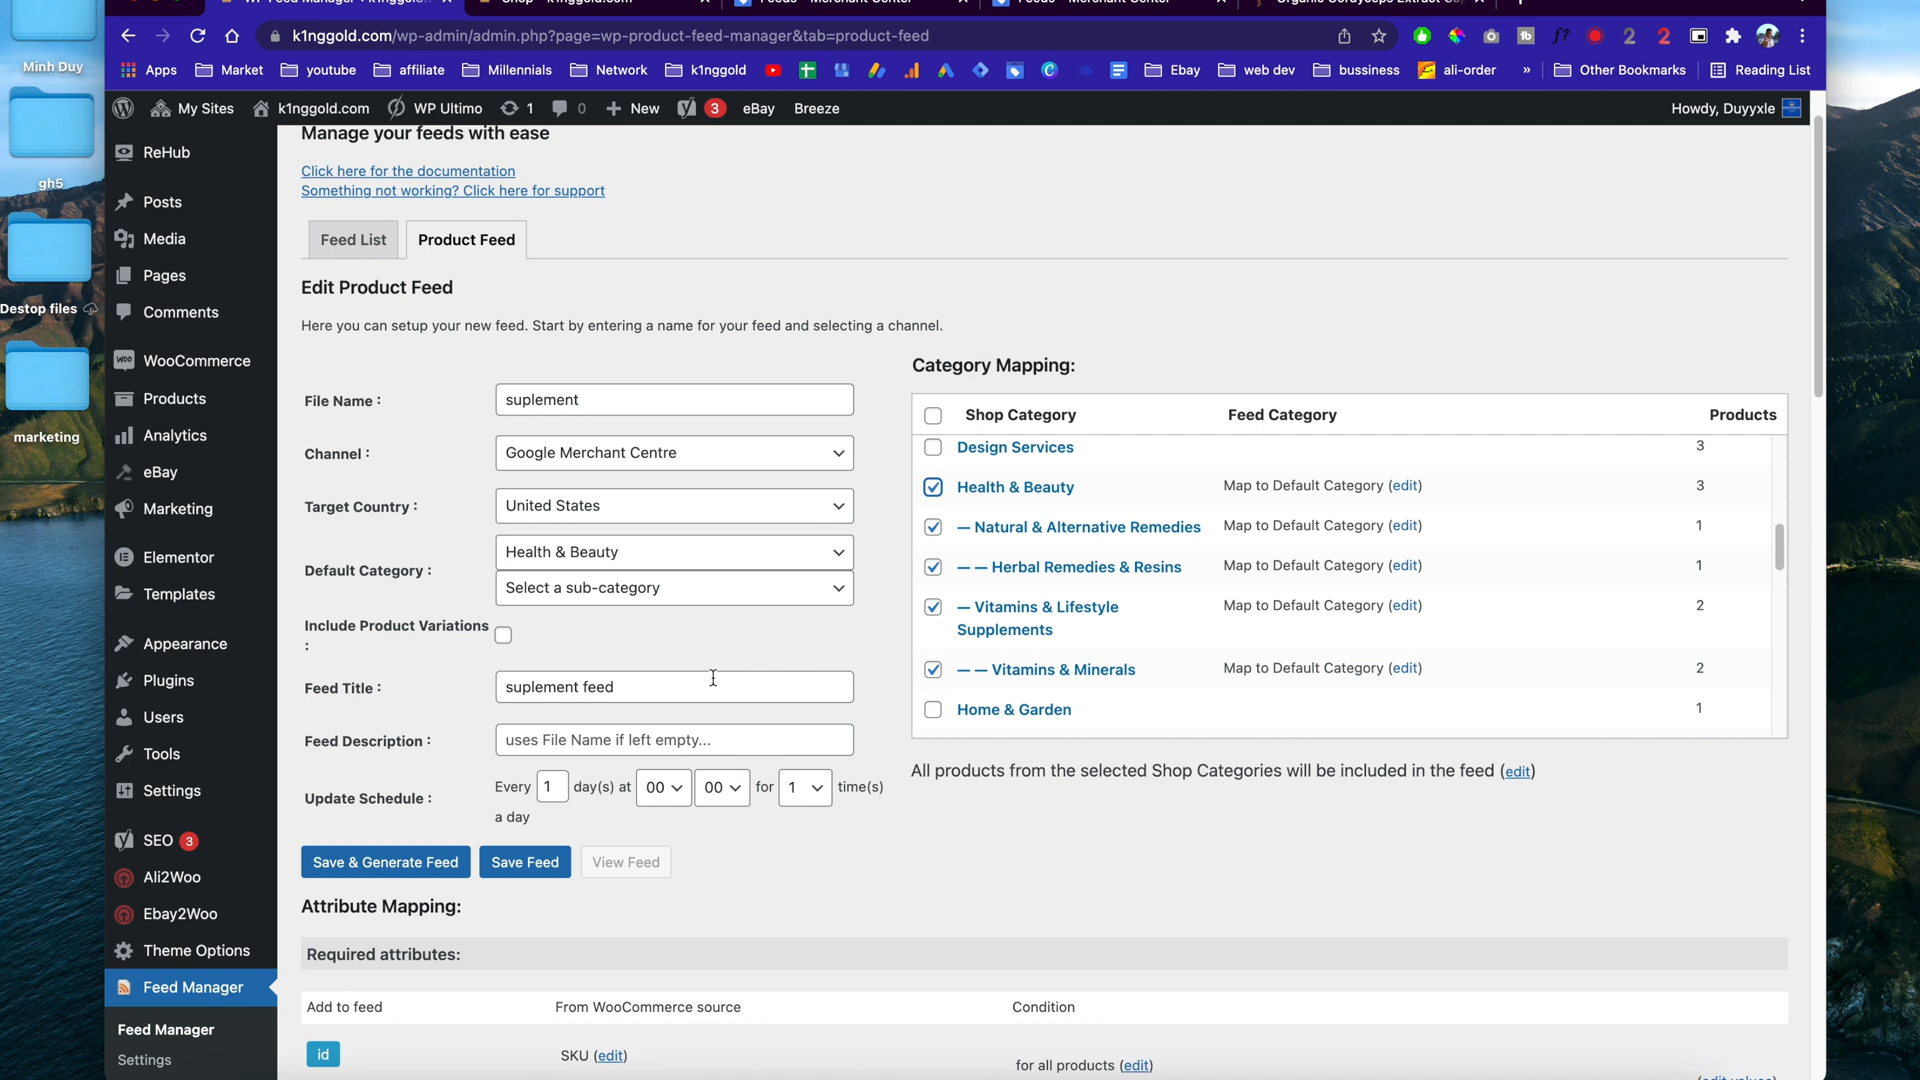 Minh Duy
gh5
Destop files
marketing
k1nggold.com/wp-admin/admin.php?page=wp-product-feed-manager&tab=product-feed
Apps Market youtube affiliate Millennials Network k1nggold Ebay web dev bussiness ali-order » Other Bookmarks Reading List
My Sites k1nggold.com WP Ultimo 1 0 New 3 eBay Breeze Howdy, Duyyxle
ReHub
Posts
Media
Pages
Comments
WooCommerce
Products
Analytics
eBay
Marketing
Elementor
Templates
Appearance
Plugins
Users
Tools
Settings
SEO 3
Ali2Woo
Ebay2Woo
Theme Options
Feed Manager
Feed Manager
Settings
Manage your feeds with ease
Click here for the documentation
Something not working? Click here for support
Feed List Product Feed
Edit Product Feed
Here you can setup your new feed. Start by entering a name for your feed and selecting a channel.
File Name : suplement
Channel : Google Merchant Centre
Target Country : United States
Default Category : Health & Beauty
Select a sub-category
Include Product Variations
:
Feed Title : suplement feed
Feed Description : uses File Name if left empty...
Update Schedule : Every 1 day(s) at 00 00 for 1 time(s)
a day
Save & Generate Feed Save Feed View Feed
Category Mapping:
Shop Category Feed Category Products
Design Services 3
Health & Beauty Map to Default Category (edit) 3
— Natural & Alternative Remedies Map to Default Category (edit) 1
— — Herbal Remedies & Resins Map to Default Category (edit) 1
— Vitamins & Lifestyle Map to Default Category (edit) 2
Supplements
— — Vitamins & Minerals Map to Default Category (edit) 2
Home & Garden 1
All products from the selected Shop Categories will be included in the feed (edit)
Attribute Mapping:
Required attributes:
Add to feed From WooCommerce source Condition
id SKU (edit) for all products (edit)